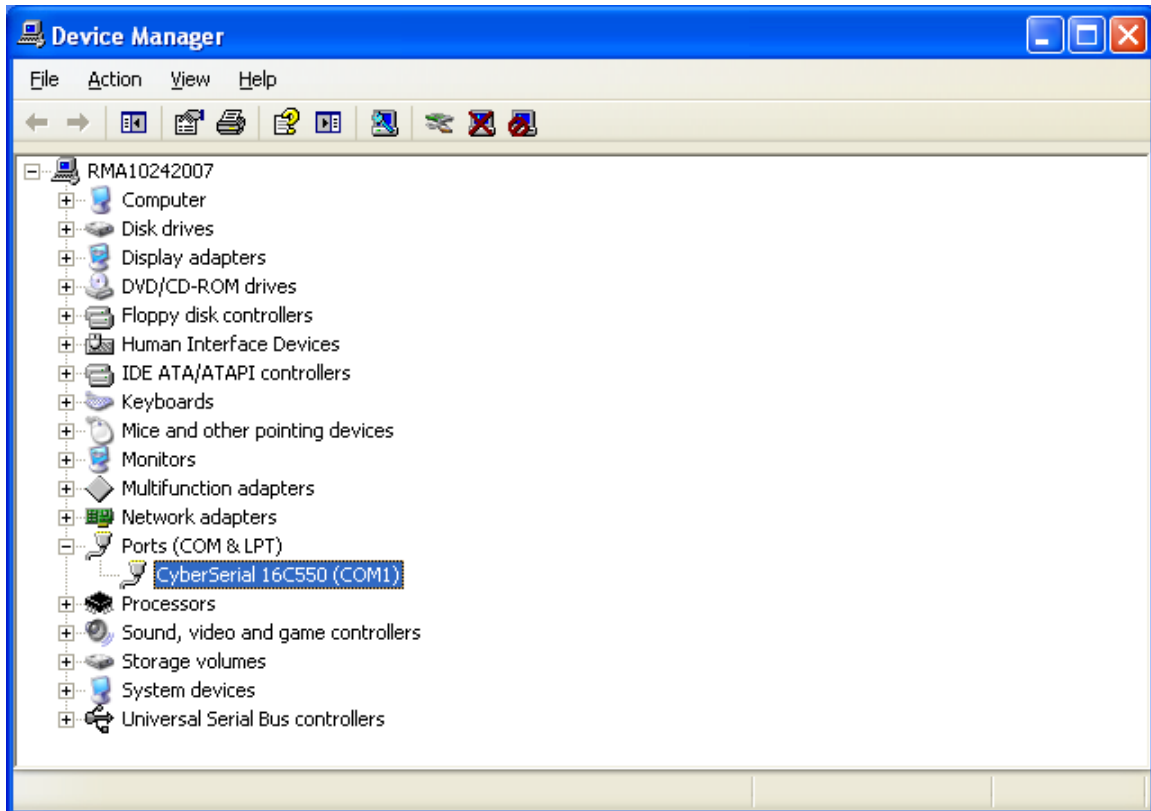 Device Manager
File Action View Help
RMA10242007
Computer
Disk drives
Display adapters
DVD/CD-ROM drives
Floppy disk controllers
Human Interface Devices
IDE ATA/ATAPI controllers
Keyboards
Mice and other pointing devices
Monitors
Multifunction adapters
Network adapters
Ports (COM & LPT)
CyberSerial 16C550 (COM1)
Processors
Sound, video and game controllers
Storage volumes
System devices
Universal Serial Bus controllers